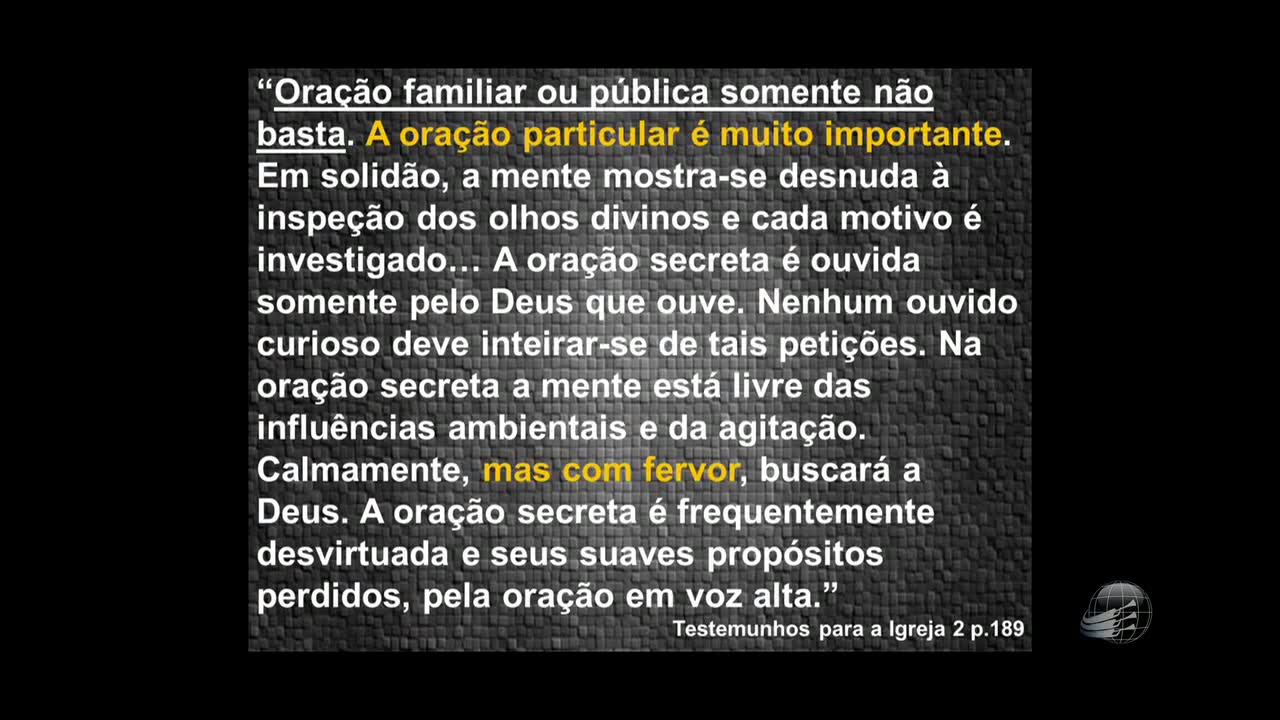 “Oração familiar ou pública somente não
basta. A oração particular é muito importante.
Em solidão, a mente mostra-se desnuda à
inspeção dos olhos divinos e cada motivo é
investigado… A oração secreta é ouvida
somente pelo Deus que ouve. Nenhum ouvido
curioso deve inteirar-se de tais petições. Na
oração secreta a mente está livre das
influências ambientais e da agitação.
Calmamente, mas com fervor, buscará a
Deus. A oração secreta é frequentemente
desvirtuada e seus suaves propósitos
perdidos, pela oração em voz alta.”
Testemunhos para a Igreja 2 p.189